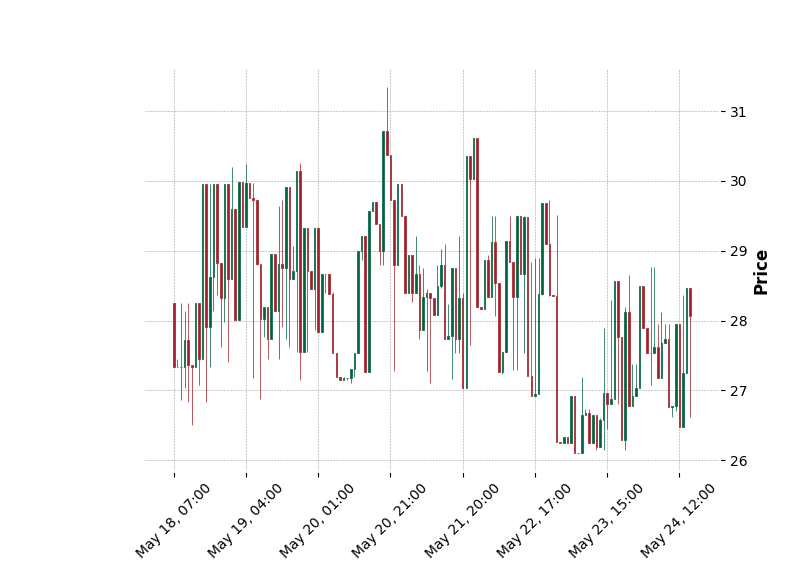 31
30
29
28
27
26
Price
May 18, 07:00
May 19, 04:00
May 20, 01:00
May 20, 21:00
May 21, 20:00
May 22, 17:00
May 23, 15:00
May 24, 12:00